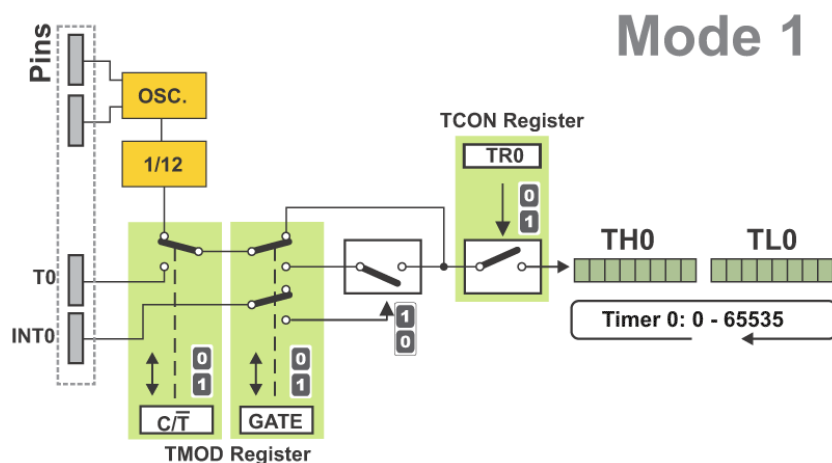 Mode 1
Pins
OSC.
1/12
TCON Register
TR0
0
1
TH0
TL0
T0
INT0
1
0
Timer 0: 0 - 65535
0
1
0
1
C/T̅
GATE
TMOD Register